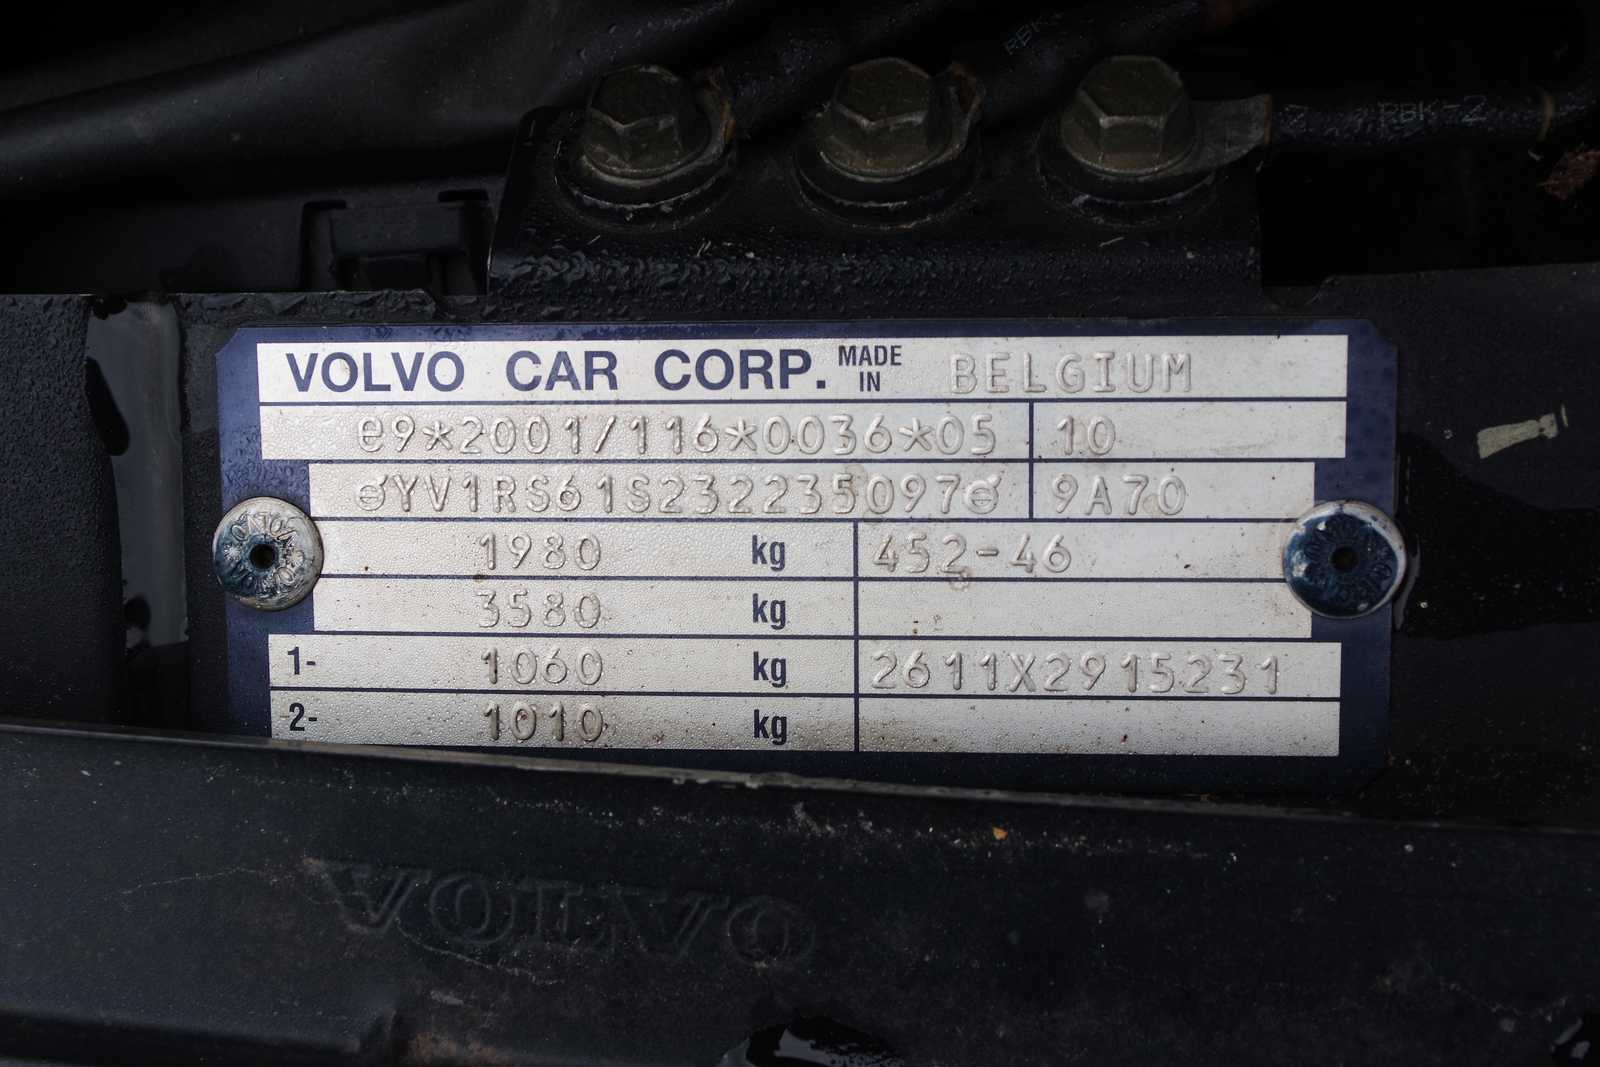 RBK-Z
VOLVO CAR CORP. MADE IN BELGIUM
e9*2001/116*0036*05 10
YV1RS61S232235097 9A70
1980 kg 452-46
3580 kg
1- 1060 kg 2611X2915231
2- 1010 kg
VOLVO